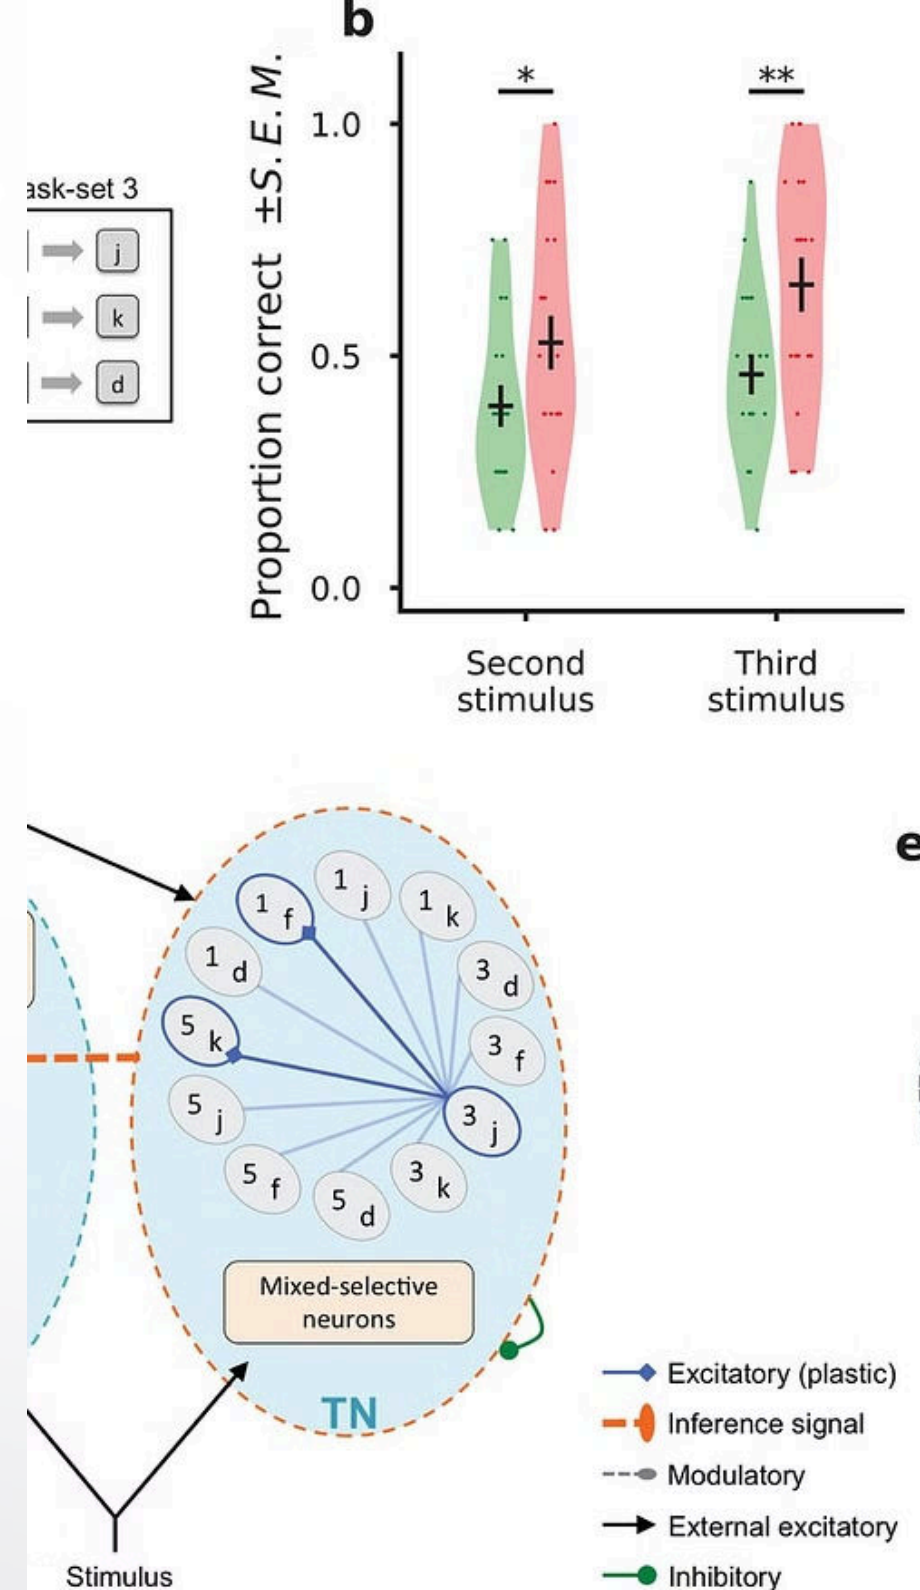 b
Proportion correct ±S.E.M.
1.0
0.5
0.0
*
**
Second
stimulus
Third
stimulus
ask-set 3
j
k
d
e
1 f
1 j
1 k
1 d
3 d
5 k
3 f
5 j
3 j
5 f
5 d
3 k
Mixed-selective
neurons
TN
Stimulus
Excitatory (plastic)
Inference signal
Modulatory
External excitatory
Inhibitory